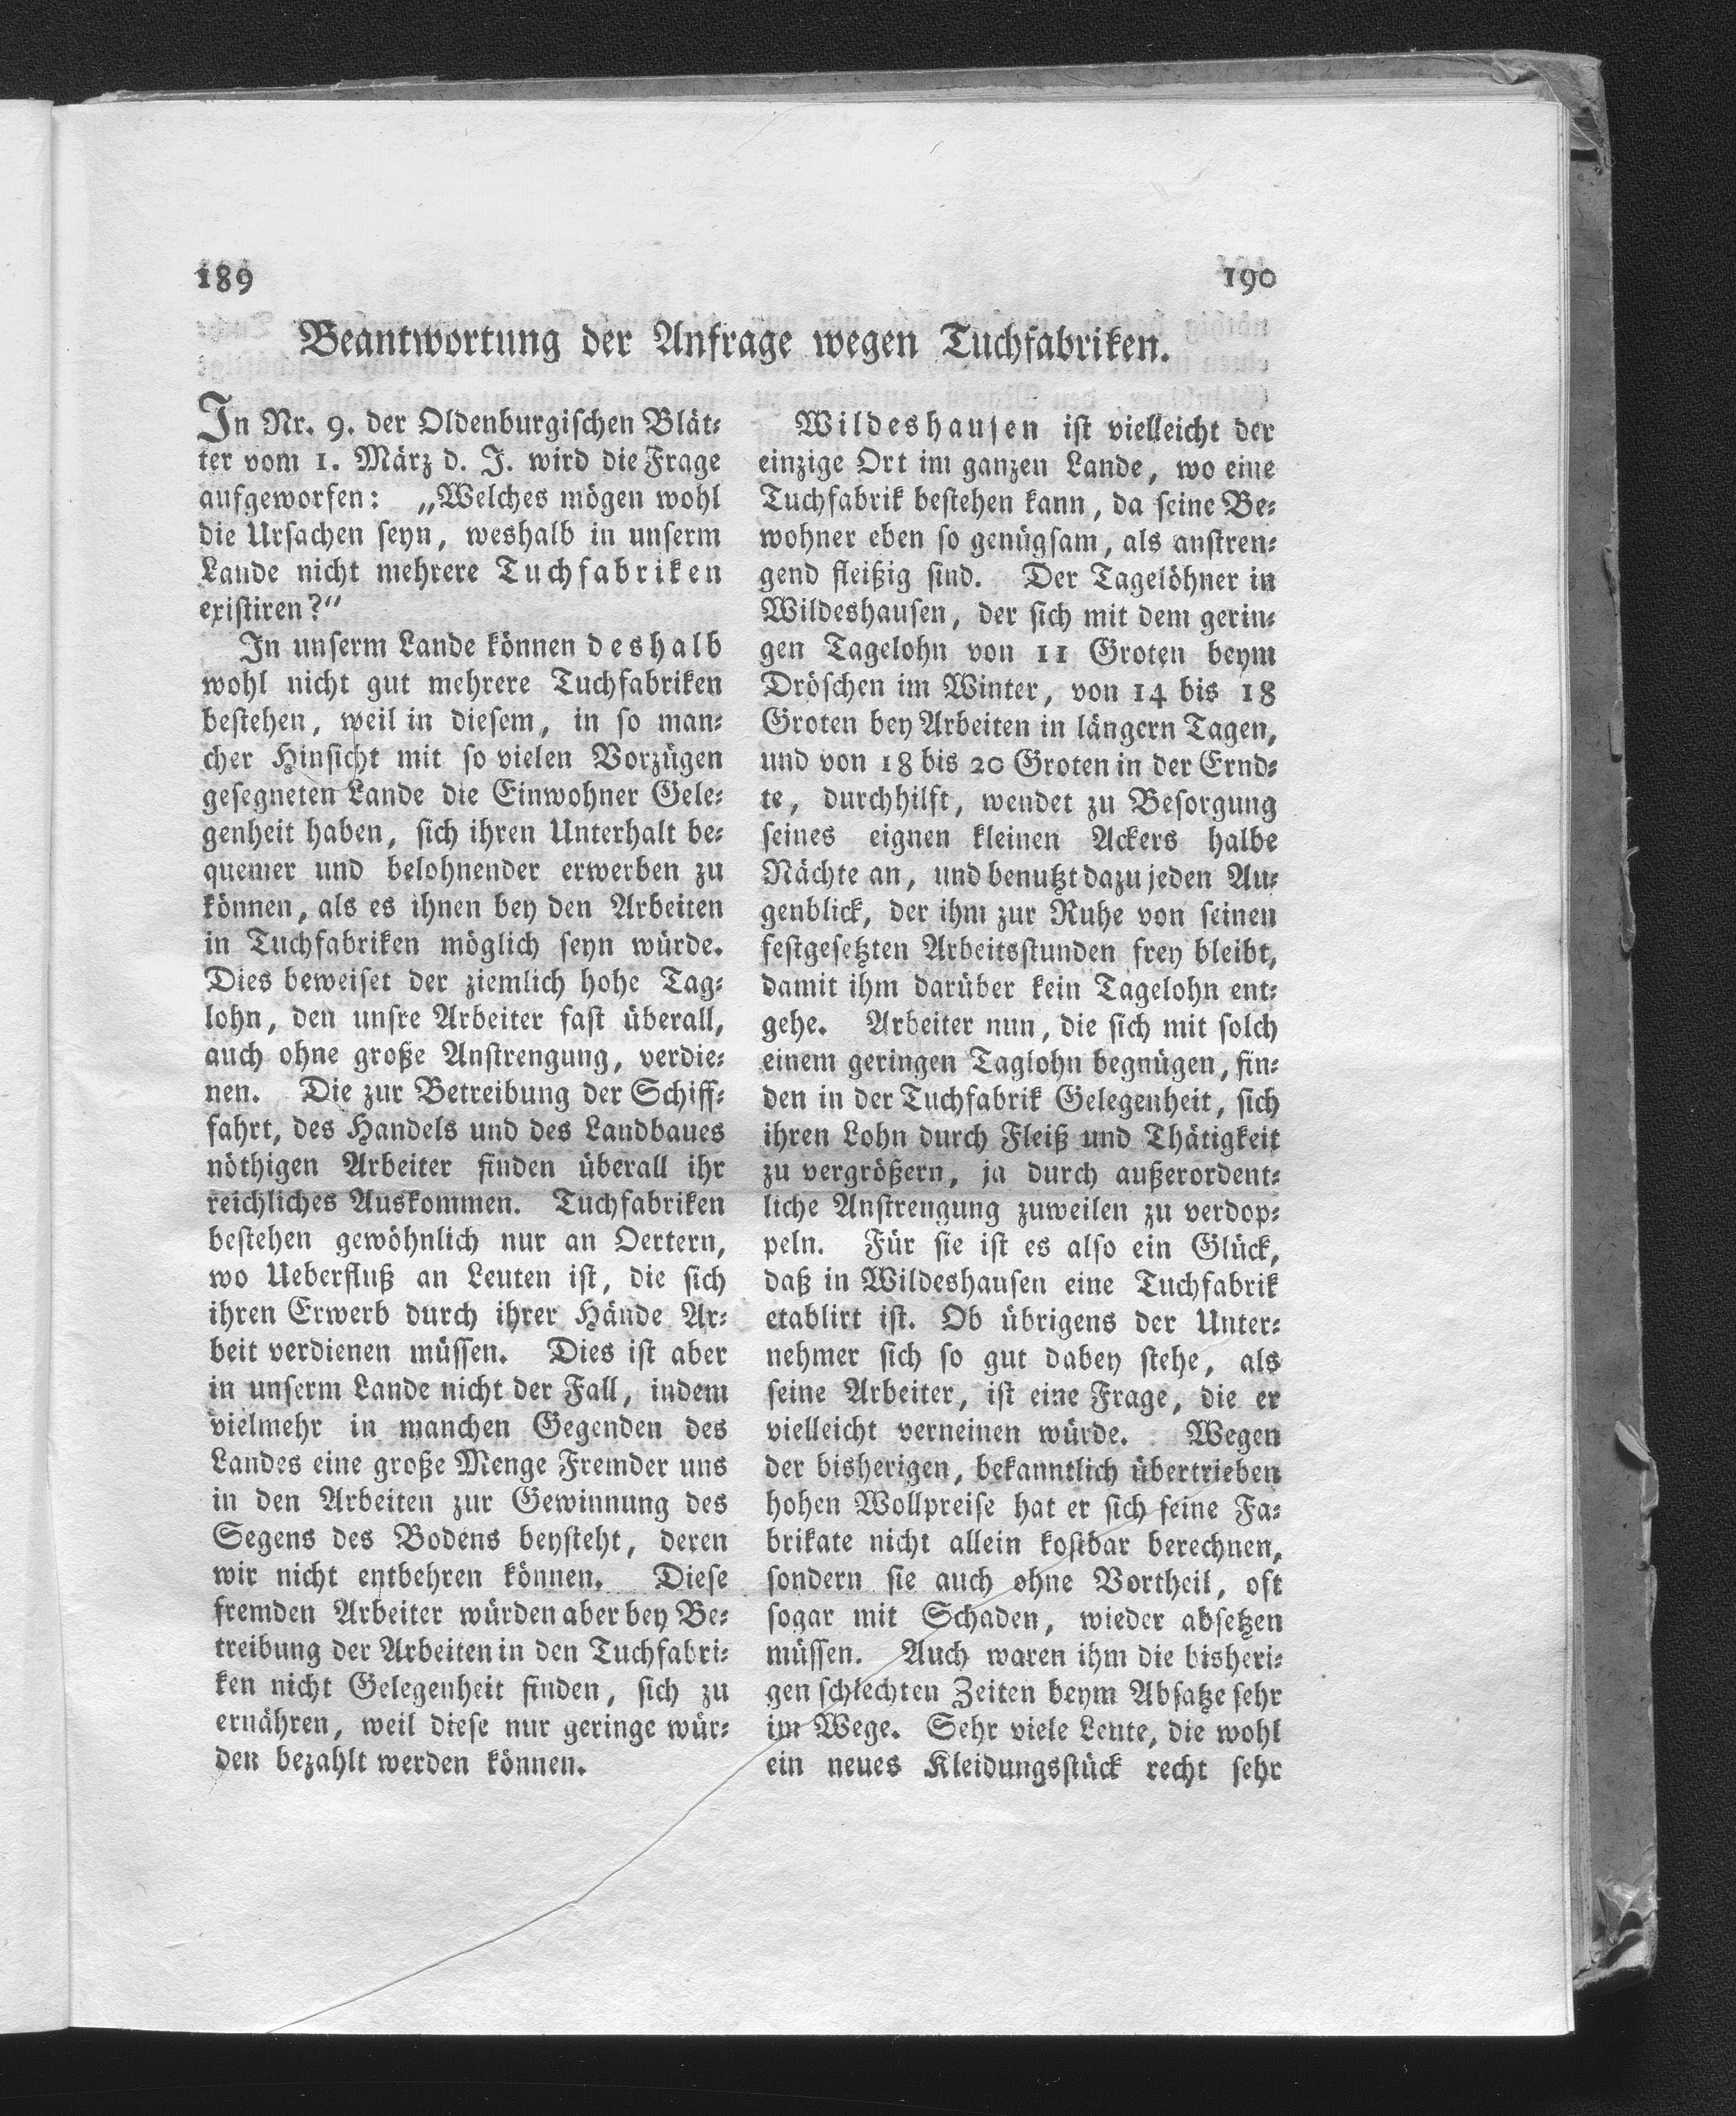 189
190
Beantwortung der Anfrage wegen Tuchfabriken.
In Nr. 9. der Oldenburgischen Blät-
ter vom 1. März d. J. wird die Frage
aufgeworfen: „Welches mögen wohl
die Ursachen seyn, weshalb in unserm
Lande nicht mehrere Tuchfabriken
existiren?“
In unserm Lande können deshalb
wohl nicht gut mehrere Tuchfabriken
bestehen, weil in diesem, in so man-
cher Hinsicht mit so vielen Vorzügen
gesegneten Lande die Einwohner Gele-
genheit haben, sich ihren Unterhalt be-
quemer und belohnender erwerben zu
können, als es ihnen bey den Arbeiten
in Tuchfabriken möglich seyn würde.
Dies beweiset der ziemlich hohe Tag-
lohn, den unsre Arbeiter fast überall,
auch ohne große Anstrengung, verdie-
nen. Die zur Betreibung der Schiff-
fahrt, des Handels und des Landbaues
nöthigen Arbeiter finden überall ihr
reichliches Auskommen. Tuchfabriken
bestehen gewöhnlich nur an Oertern,
wo Ueberfluß an Leuten ist, die sich
ihren Erwerb durch ihrer Hände Ar-
beit verdienen müssen. Dies ist aber
in unserm Lande nicht der Fall, indem
vielmehr in manchen Gegenden des
Landes eine große Menge Fremder uns
in den Arbeiten zur Gewinnung des
Segens des Bodens beysteht, deren
wir nicht entbehren können. Diese
fremden Arbeiter würden aber bey Be-
treibung der Arbeiten in den Tuchfabri-
ken nicht Gelegenheit finden, sich zu
ernähren, weil diese nur geringe wür-
den bezahlt werden können.
Wildeshausen ist vielleicht der
einzige Ort im ganzen Lande, wo eine
Tuchfabrik bestehen kann, da seine Be-
wohner eben so genügsam, als anstren-
gend fleißig sind. Der Tagelöhner in
Wildeshausen, der sich mit dem gerin-
gen Tagelohn von 11 Groten beym
Dröschen im Winter, von 14 bis 18
Groten bey Arbeiten in längern Tagen,
und von 18 bis 20 Groten in der Ernd-
te, durchhilft, wendet zu Besorgung
seines eignen kleinen Ackers halbe
Nächte an, und benutzt dazu jeden Au-
genblick, der ihm zur Ruhe von seinen
festgesetzten Arbeitsstunden frey bleibt,
damit ihm darüber kein Tagelohn ent-
gehe. Arbeiter nun, die sich mit solch
einem geringen Taglohn begnügen, fin-
den in der Tuchfabrik Gelegenheit, sich
ihren Lohn durch Fleiß und Thätigkeit
zu vergrößern, ja durch außerordent-
liche Anstrengung zuweilen zu verdop-
peln. Für sie ist es also ein Glück,
daß in Wildeshausen eine Tuchfabrik
etablirt ist. Ob übrigens der Unter-
nehmer sich so gut dabey stehe, als
seine Arbeiter, ist eine Frage, die er
vielleicht verneinen würde. Wegen
der bisherigen, bekanntlich übertrieben
hohen Wollpreise hat er sich seine Fa-
brikate nicht allein kostbar berechnen,
sondern sie auch ohne Vortheil, oft
sogar mit Schaden, wieder absetzen
müssen. Auch waren ihm die bisheri-
gen schlechten Zeiten beym Absatze sehr
im Wege. Sehr viele Leute, die wohl
ein neues Kleidungsstück recht sehr